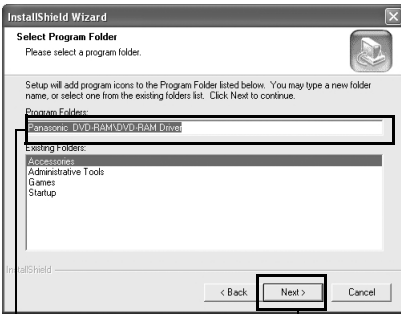 InstallShield Wizard
Select Program Folder
Please select a program folder.
Setup will add program icons to the Program Folder listed below. You may type a new folder
name, or select one from the existing folders list. Click Next to continue.
Program Folders:
Panasonic DVD-RAM\DVD-RAM Driver
Existing Folders:
Accessories
Administrative Tools
Games
Startup
InstallShield
< Back Next > Cancel